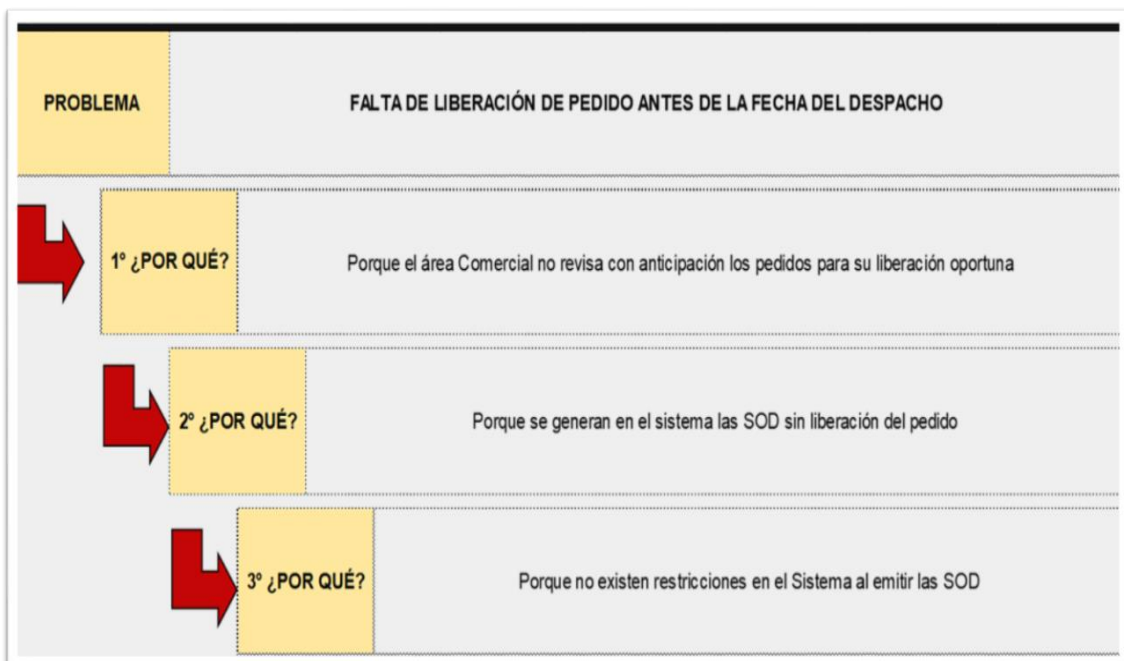 PROBLEMA
FALTA DE LIBERACIÓN DE PEDIDO ANTES DE LA FECHA DEL DESPACHO
1º ¿POR QUÉ?
Porque el área Comercial no revisa con anticipación los pedidos para su liberación oportuna
2º ¿POR QUÉ?
Porque se generan en el sistema las SOD sin liberación del pedido
3º ¿POR QUÉ?
Porque no existen restricciones en el Sistema al emitir las SOD